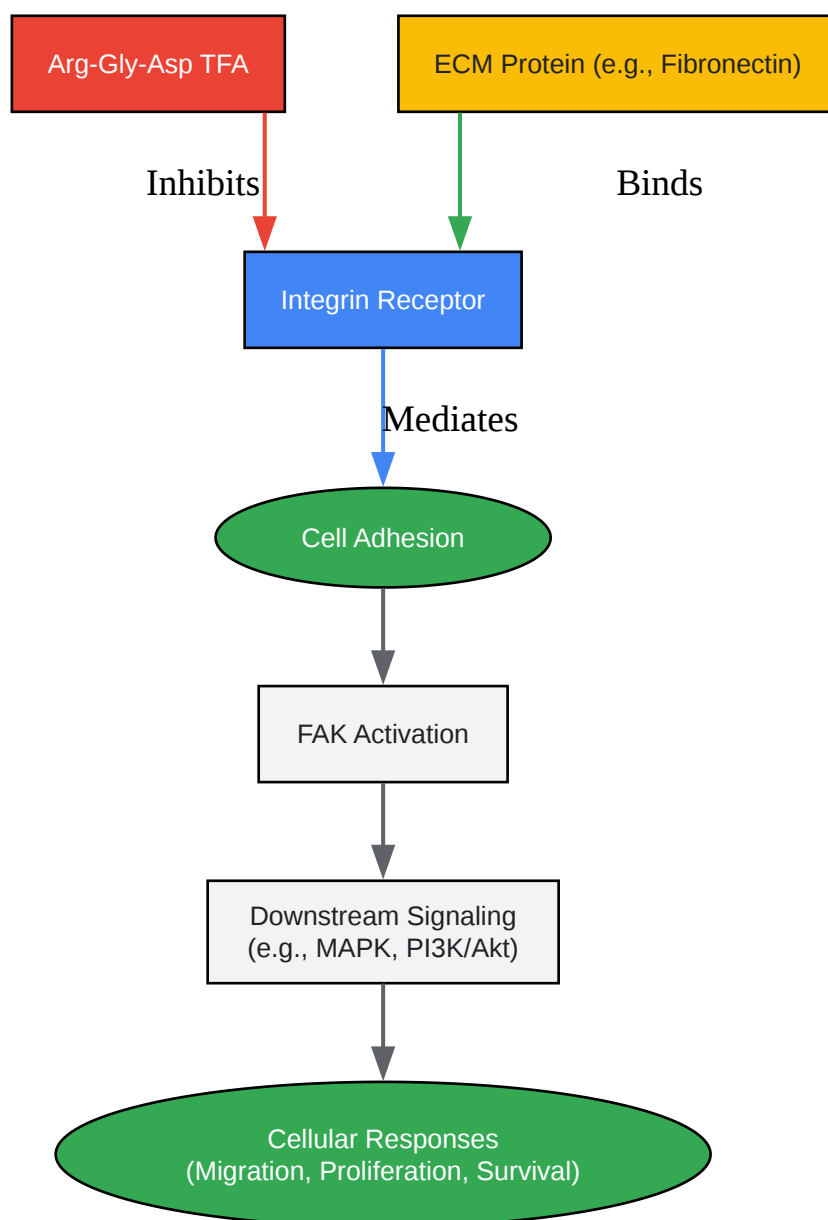 Arg-Gly-Asp TFA
ECM Protein (e.g., Fibronectin)
Inhibits
Binds
Integrin Receptor
Mediates
Cell Adhesion
FAK Activation
Downstream Signaling
(e.g., MAPK, PI3K/Akt)
Cellular Responses
(Migration, Proliferation, Survival)